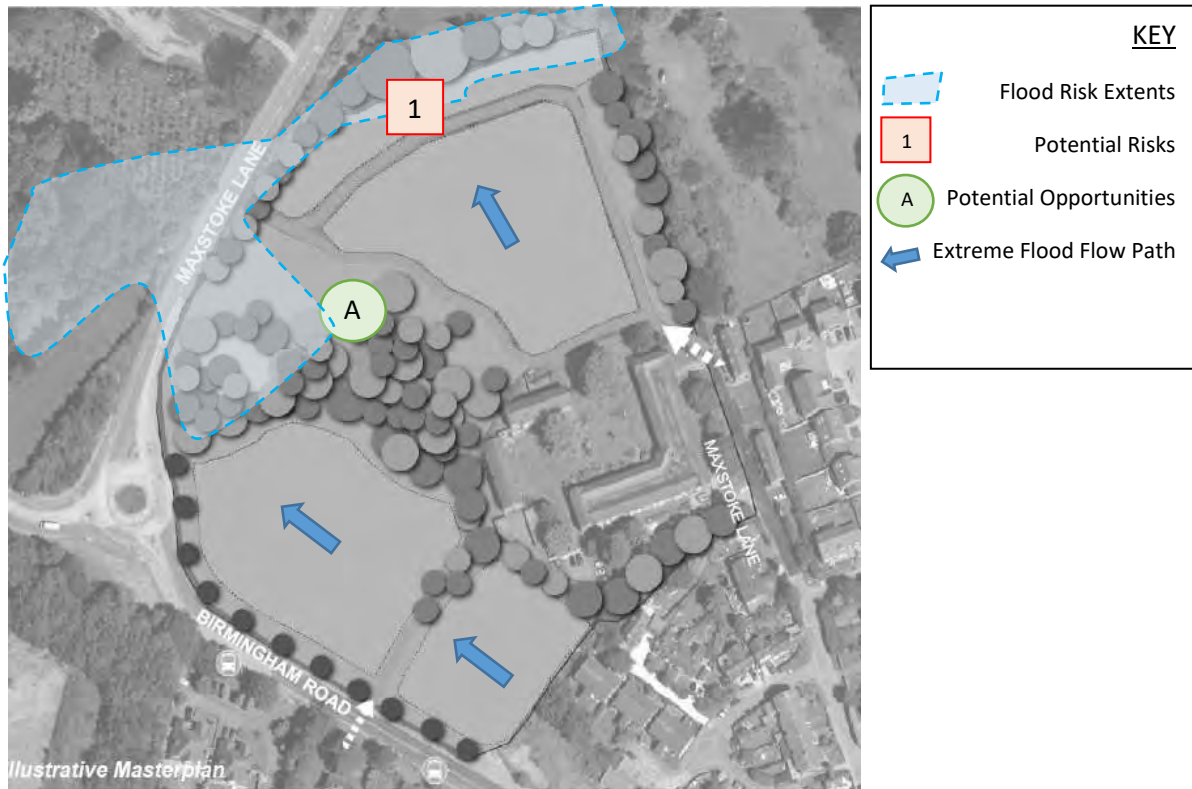 1
MAXSTOKE LANE
A
MAXSTOKE LANE
BIRMINGHAM ROAD
llustrative Masterplan
KEY
Flood Risk Extents
1 Potential Risks
A Potential Opportunities
Extreme Flood Flow Path